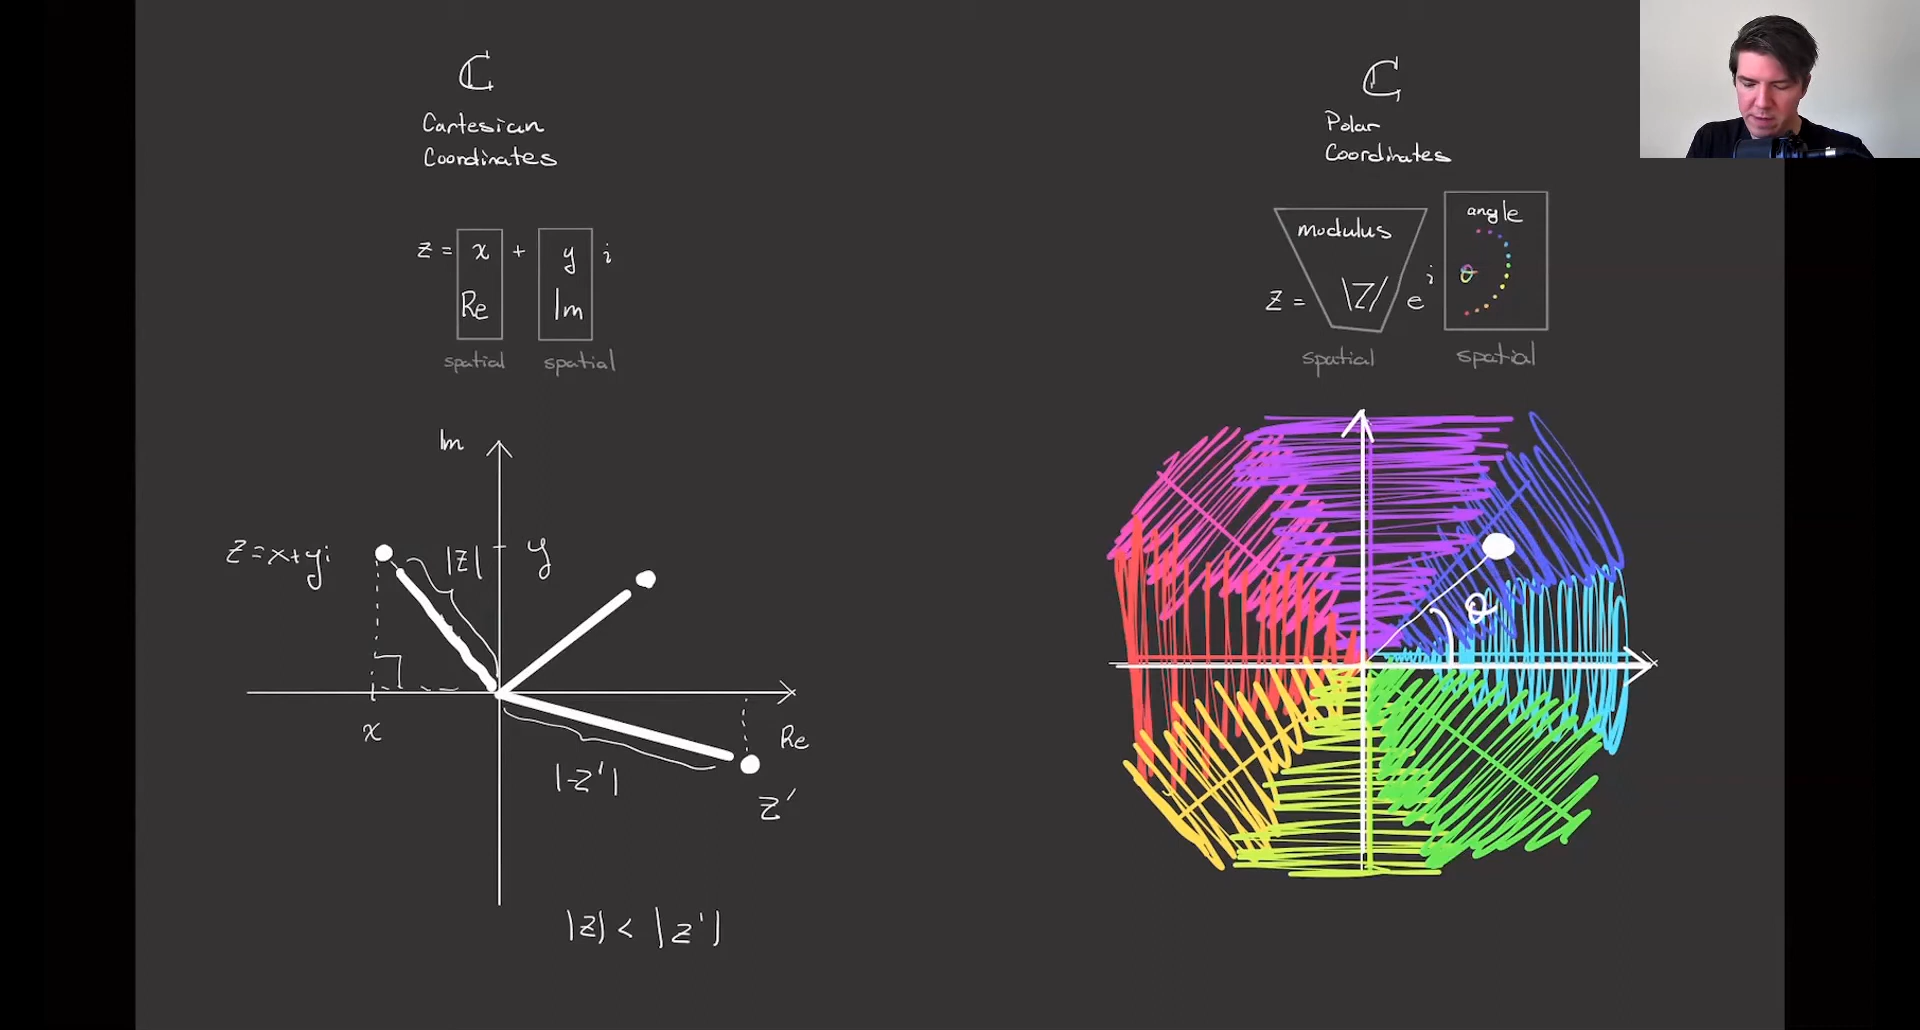 ℂ
Cartesian
Coordinates
z = x + y i
Re Im
spatial spatial
Im
z = x+yi
|z|
y
x
Re
|-z'|
z'
|z| < |z'|
ℂ
Polar
Coordinates
modulus
angle
z = |z| e^{iθ}
spatial spatial
θ